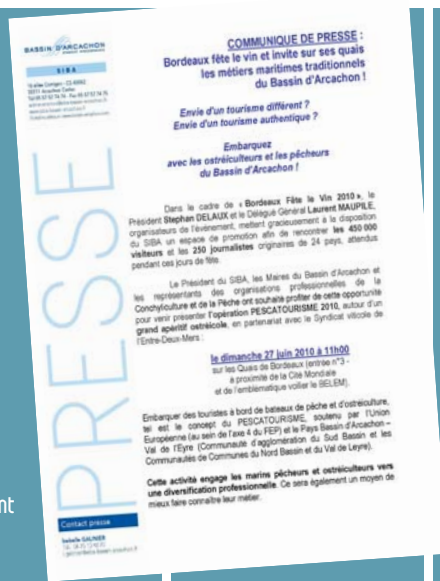 BASSIN D'ARCACHON
SIBA
PRESSE
COMMUNIQUE DE PRESSE :
Bordeaux fête le vin et invite sur ses quais
les métiers maritimes traditionnels
du Bassin d'Arcachon !
Envie d'un tourisme différent ?
Envie d'un tourisme authentique ?
Embarquez
avec les ostréiculteurs et les pêcheurs
du Bassin d'Arcachon !
Dans le cadre de « Bordeaux Fête le Vin 2010 », le
Président Stephan DELAUX et le Délégué Général Laurent MAUPILE,
organisateurs de l'événement, mettent gracieusement à la disposition
du SIBA un espace de promotion afin de rencontrer les 450 000
visiteurs et les 250 journalistes originaires de 24 pays, attendus
pendant ces jours de fête.
Le Président du SIBA, les Maires du Bassin d'Arcachon et
les représentants des organisations professionnelles de la
Conchyliculture et de la Pêche ont souhaité profiter de cette opportunité
pour venir présenter l'opération PESCATOURISME 2010, autour d'un
grand apéritif ostréicole, en partenariat avec le Syndicat viticole de
l'Entre-Deux-Mers :
le dimanche 27 juin 2010 à 11h00
sur les Quais de Bordeaux (entrée n°3 -
à proximité de la Cité Mondiale
et de l'emblématique voilier le BELEM).
Embarquer des touristes à bord de bateaux de pêche et d'ostréiculture,
tel est le concept du PESCATOURISME, soutenu par l'Union
Européenne (au sein de l'axe 4 du FEP) et le Pays Bassin d'Arcachon –
Val de l'Eyre (Communauté d'agglomération du Sud Bassin et les
Communautés de Communes du Nord Bassin et du Val de Leyre).
Cette activité engage les marins pêcheurs et ostréiculteurs vers
une diversification professionnelle. Ce sera également un moyen de
mieux faire connaître leur métier.
Contact presse
Isabelle GALINIER
nt